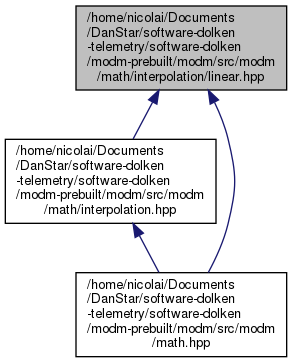 /home/nicolai/Documents
/DanStar/software-dolken
-telemetry/software-dolken
/modm-prebuilt/modm/src/modm
/math/interpolation/linear.hpp
/home/nicolai/Documents
/DanStar/software-dolken
-telemetry/software-dolken
/modm-prebuilt/modm/src/modm
/math/interpolation.hpp
/home/nicolai/Documents
/DanStar/software-dolken
-telemetry/software-dolken
/modm-prebuilt/modm/src/modm
/math.hpp